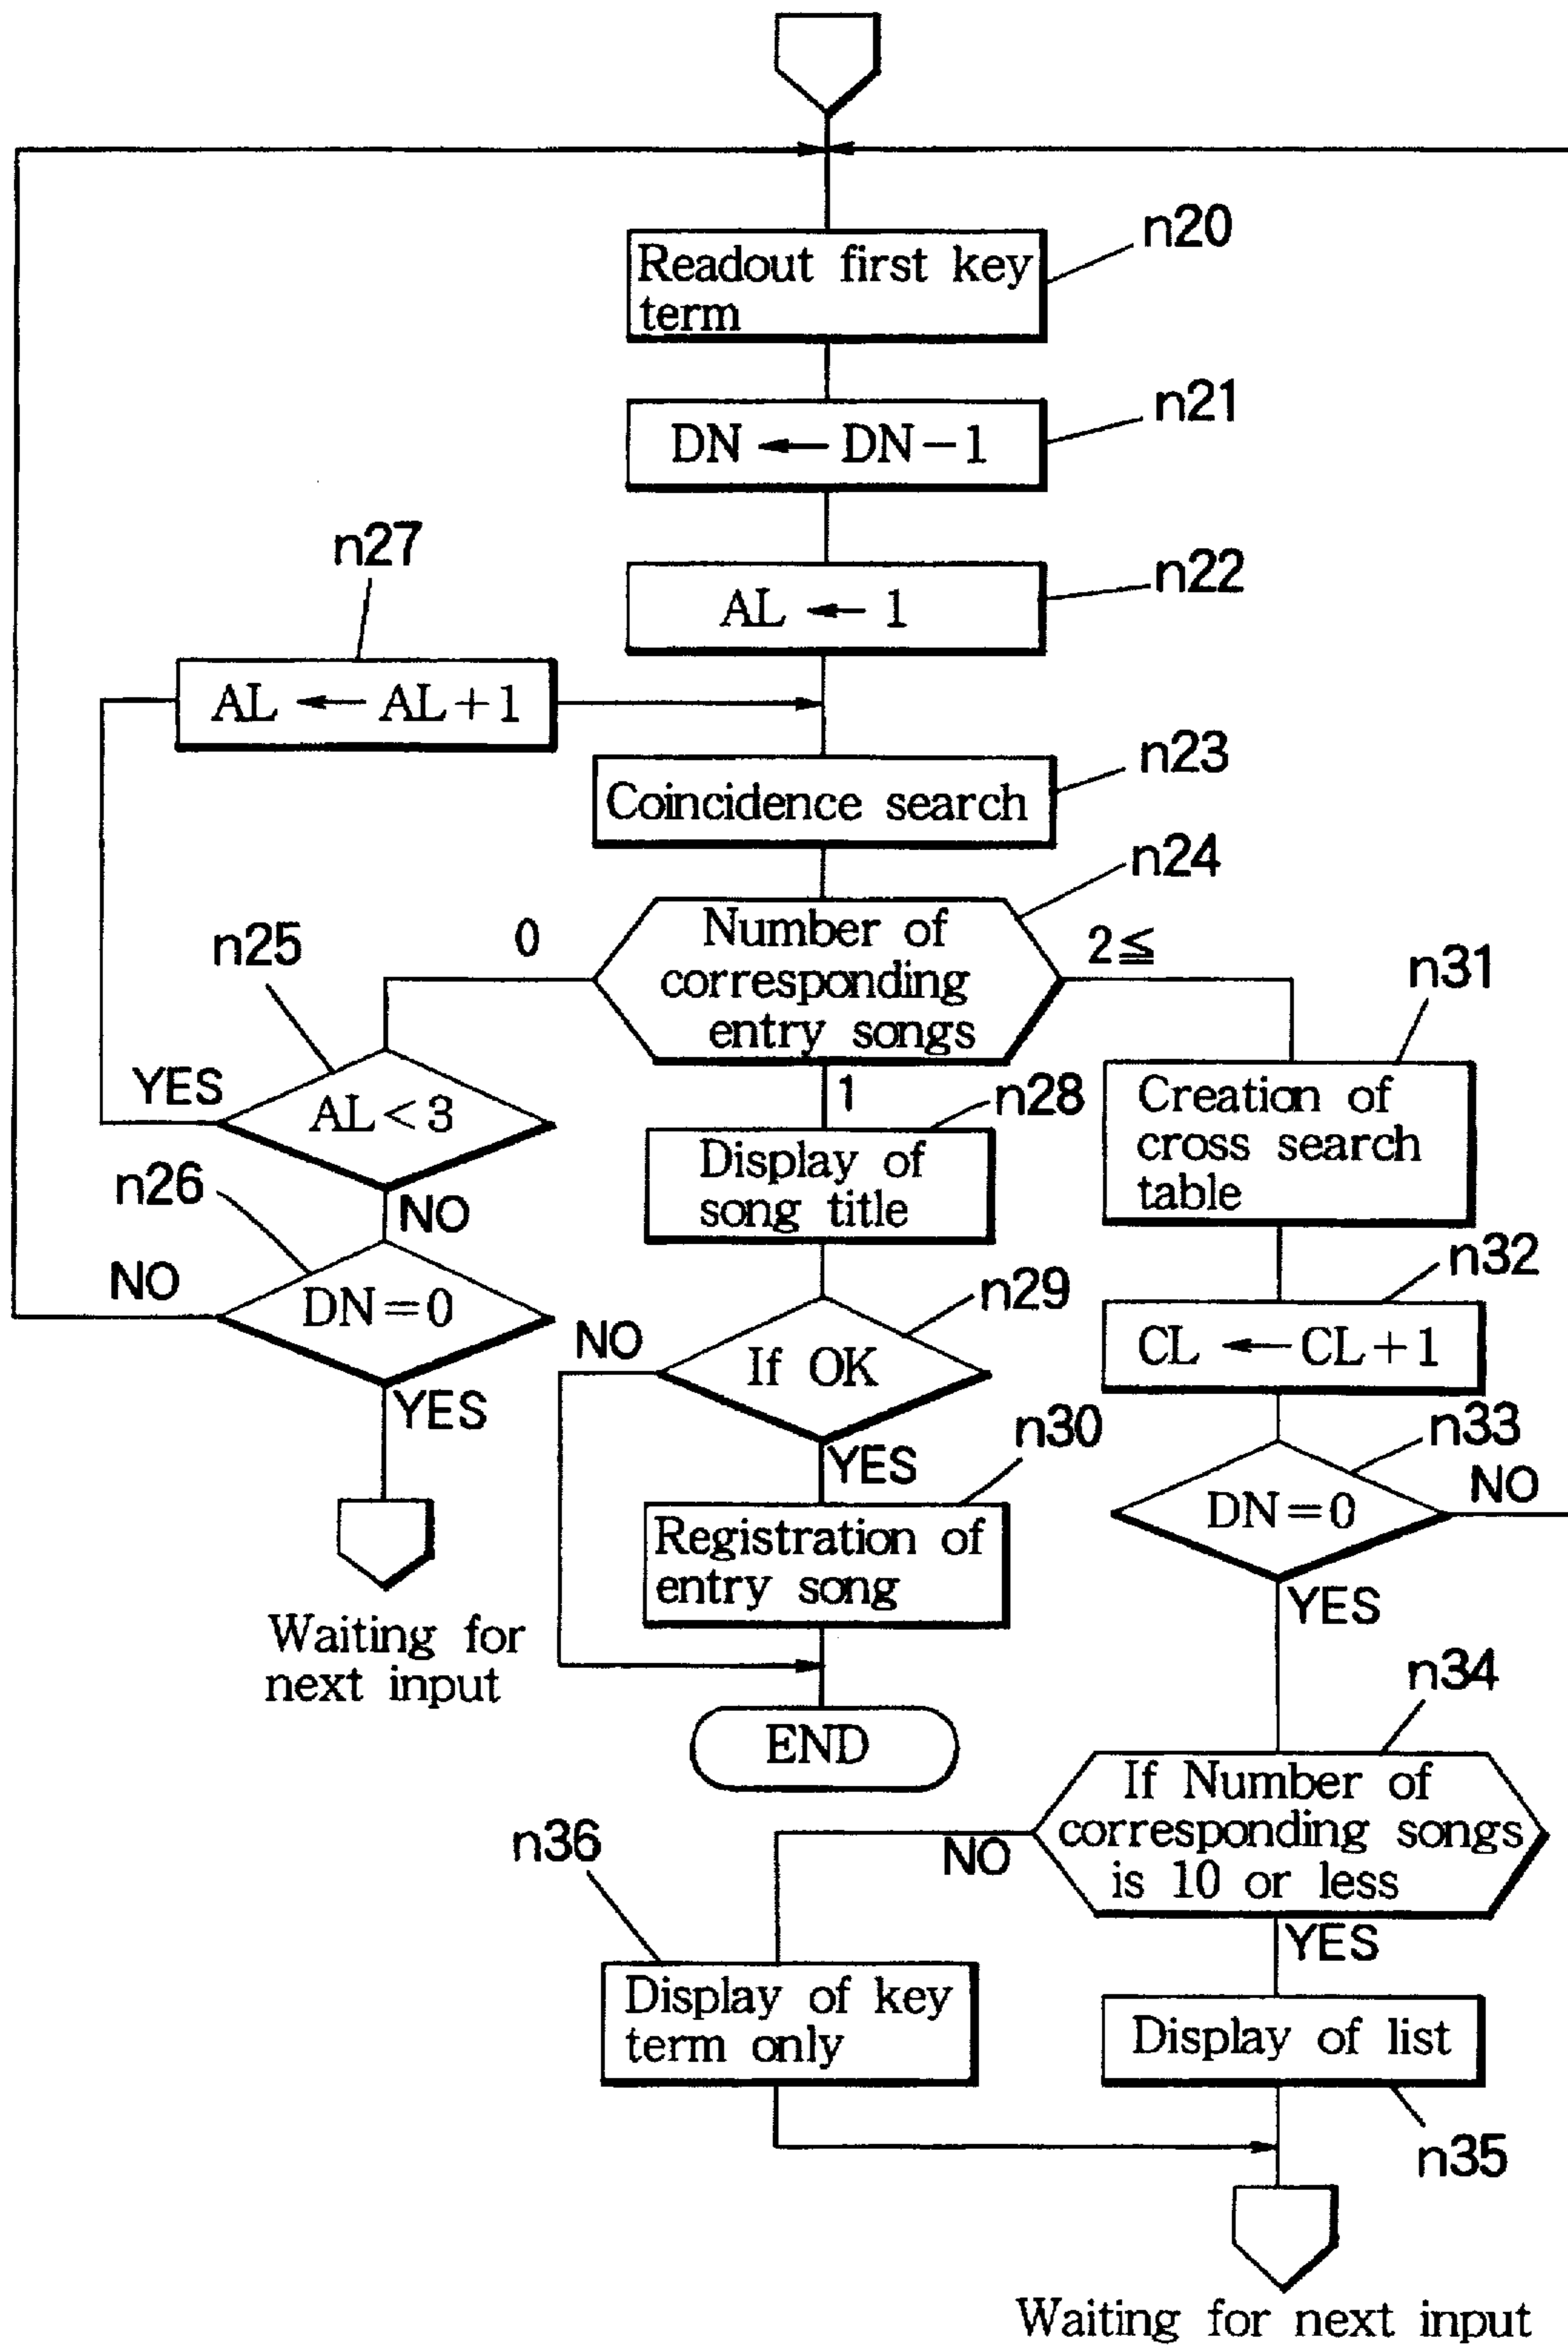 n20
Readout first key
term
n21
DN ← DN−1
n27
n22
AL ← 1
AL ← AL+1
n23
Coincidence search
n24
0
Number of
corresponding
entry songs
2≦
n25
n31
YES
AL<3
1
n28
Creation of
cross search
table
Display of
song title
n26
NO
n32
NO
DN=0
n29
CL ← CL+1
NO
If OK
YES
n30
n33
YES
DN=0
NO
Registration of
entry song
YES
Waiting for
next input
n34
END
If Number of
corresponding songs
is 10 or less
n36
NO
YES
Display of key
term only
Display of list
n35
Waiting for next input